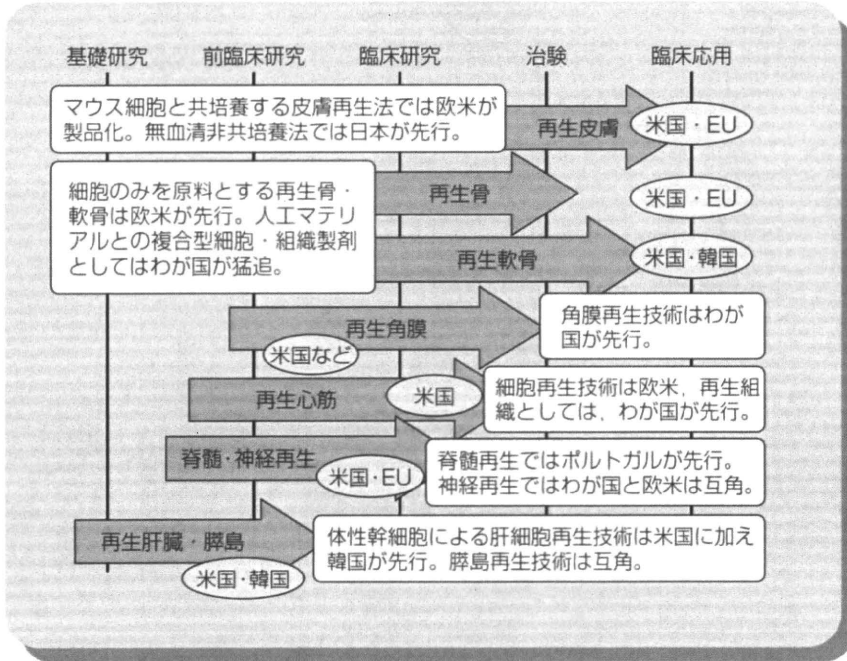 基礎研究
前臨床研究
臨床研究
治験
臨床応用
マウス細胞と共培養する皮膚再生法では欧米が
製品化。無血清非共培養法では日本が先行。
再生皮膚
米国・EU
細胞のみを原料とする再生骨・
軟骨は欧米が先行。人工マテリ
アルとの複合型細胞・組織製剤
としてはわが国が猛追。
再生骨
米国・EU
再生軟骨
米国・韓国
再生角膜
米国など
角膜再生技術はわが
国が先行。
再生心筋
米国
細胞再生技術は欧米，再生組
織としては，わが国が先行。
脊髄・神経再生
米国・EU
脊髄再生ではポルトガルが先行。
神経再生ではわが国と欧米は互角。
再生肝臓・膵島
米国・韓国
体性幹細胞による肝細胞再生技術は米国に加え
韓国が先行。膵島再生技術は互角。